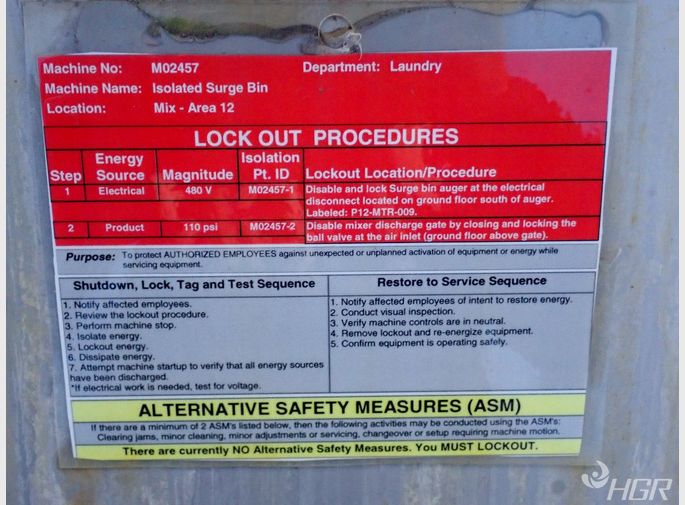 Machine No: M02457 Department: Laundry
Machine Name: Isolated Surge Bin
Location: Mix - Area 12
LOCK OUT PROCEDURES
Step Energy Source Magnitude Isolation Pt. ID Lockout Location/Procedure
1 Electrical 480 V M02457-1 Disable and lock Surge bin auger at the electrical
disconnect located on ground floor south of auger.
Labeled: P12-MTR-009.
2 Product 110 psi M02457-2 Disable mixer discharge gate by closing and locking the
ball valve at the air inlet (ground floor above gate).
Purpose: To protect AUTHORIZED EMPLOYEES against unexpected or unplanned activation of equipment or energy while
servicing equipment.
Shutdown, Lock, Tag and Test Sequence
1. Notify affected employees.
2. Review the lockout procedure.
3. Perform machine stop.
4. Isolate energy.
5. Lockout energy.
6. Dissipate energy.
7. Attempt machine startup to verify that all energy sources
have been discharged.
*If electrical work is needed, test for voltage.
Restore to Service Sequence
1. Notify affected employees of intent to restore energy.
2. Conduct visual inspection.
3. Verify machine controls are in neutral.
4. Remove lockout and re-energize equipment.
5. Confirm equipment is operating safely.
ALTERNATIVE SAFETY MEASURES (ASM)
If there are a minimum of 2 ASM's listed below, then the following activities may be conducted using the ASM's:
Clearing jams, minor cleaning, minor adjustments or servicing, changeover or setup requiring machine motion.
There are currently NO Alternative Safety Measures. You MUST LOCKOUT.
HGR